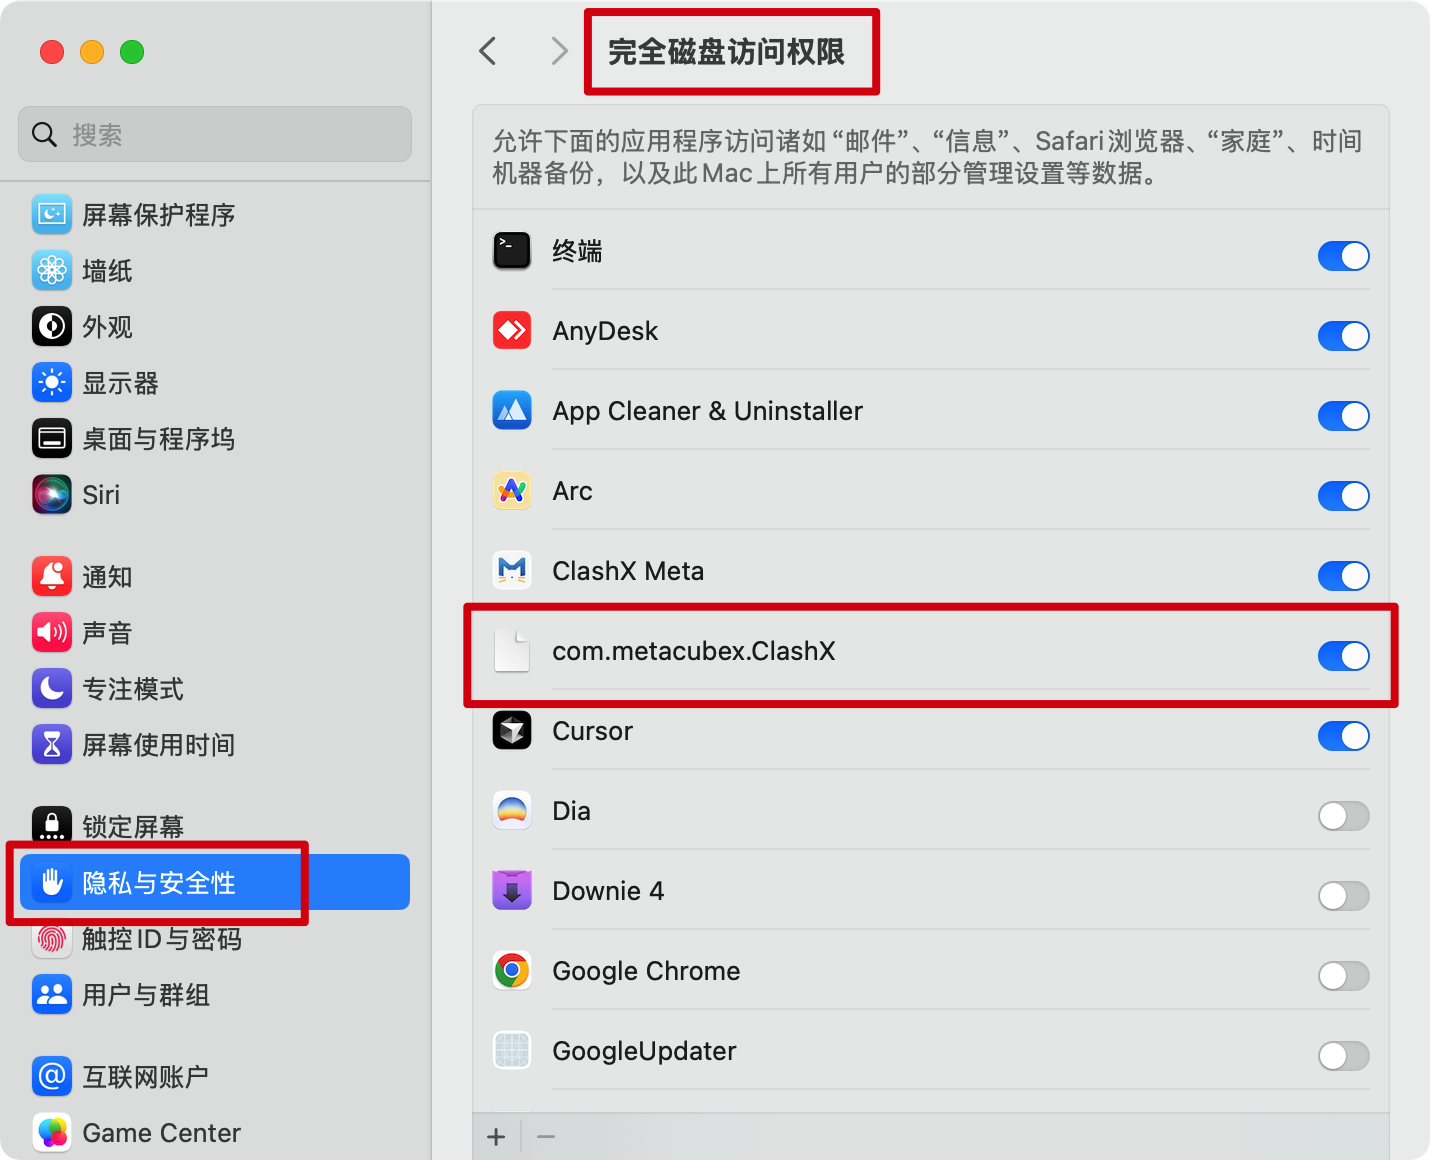 搜索
屏幕保护程序
墙纸
外观
显示器
桌面与程序坞
Siri
通知
声音
专注模式
屏幕使用时间
锁定屏幕
隐私与安全性
触控ID与密码
用户与群组
互联网账户
Game Center
完全磁盘访问权限
允许下面的应用程序访问诸如“邮件”、“信息”、Safari浏览器、“家庭”、时间
机器备份，以及此Mac上所有用户的部分管理设置等数据。
终端
AnyDesk
App Cleaner & Uninstaller
Arc
ClashX Meta
com.metacubex.ClashX
Cursor
Dia
Downie 4
Google Chrome
GoogleUpdater